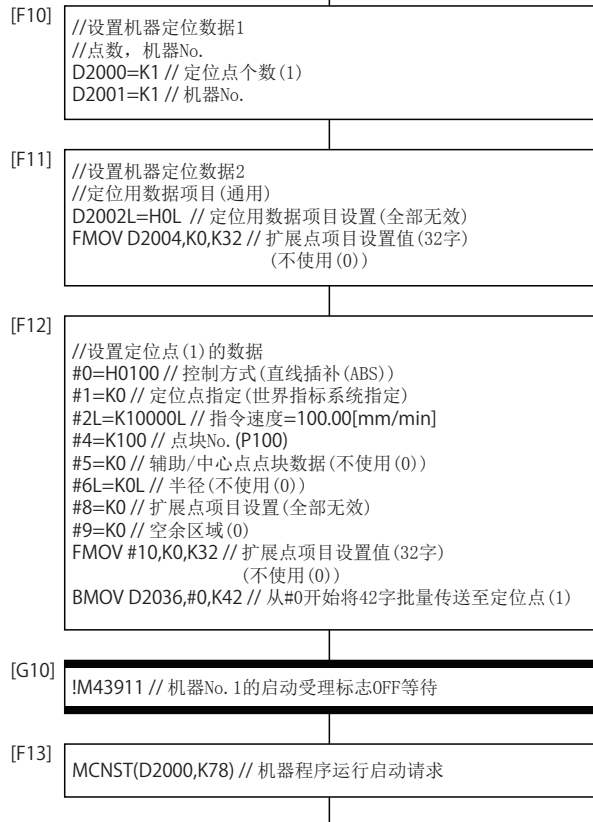 [F10]
//设置机器定位数据1
//点数，机器No.
D2000=K1 // 定位点个数(1)
D2001=K1 // 机器No.
[F11]
//设置机器定位数据2
//定位用数据项目(通用)
D2002L=H0L // 定位用数据项目设置(全部无效)
FMOV D2004,K0,K32 // 扩展点项目设置值(32字)
(不使用(0))
[F12]
//设置定位点(1)的数据
#0=H0100 // 控制方式(直线插补(ABS))
#1=K0 // 定位点指定(世界指标系统指定)
#2L=K10000L // 指令速度=100.00[mm/min]
#4=K100 // 点块No. (P100)
#5=K0 // 辅助/中心点点块数据(不使用(0))
#6L=K0L // 半径(不使用(0))
#8=K0 // 扩展点项目设置(全部无效)
#9=K0 // 空余区域(0)
FMOV #10,K0,K32 // 扩展点项目设置值(32字)
(不使用(0))
BMOV D2036,#0,K42 // 从#0开始将42字批量传送至定位点(1)
[G10]
!M43911 // 机器No.1的启动受理标志OFF等待
[F13]
MCNST(D2000,K78) // 机器程序运行启动请求